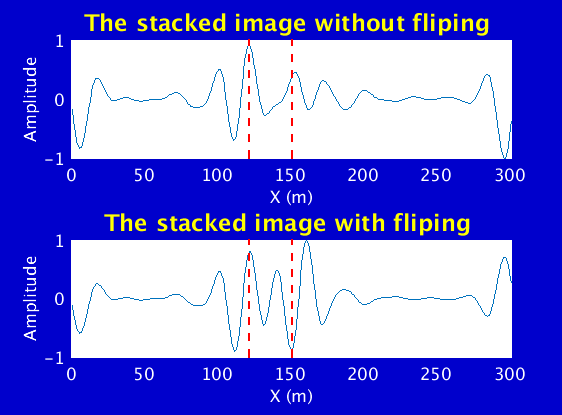 The stacked image without fliping
1
0
-1
Amplitude
0 50 100 150 200 250 300
X (m)
The stacked image with fliping
1
0
-1
Amplitude
0 50 100 150 200 250 300
X (m)